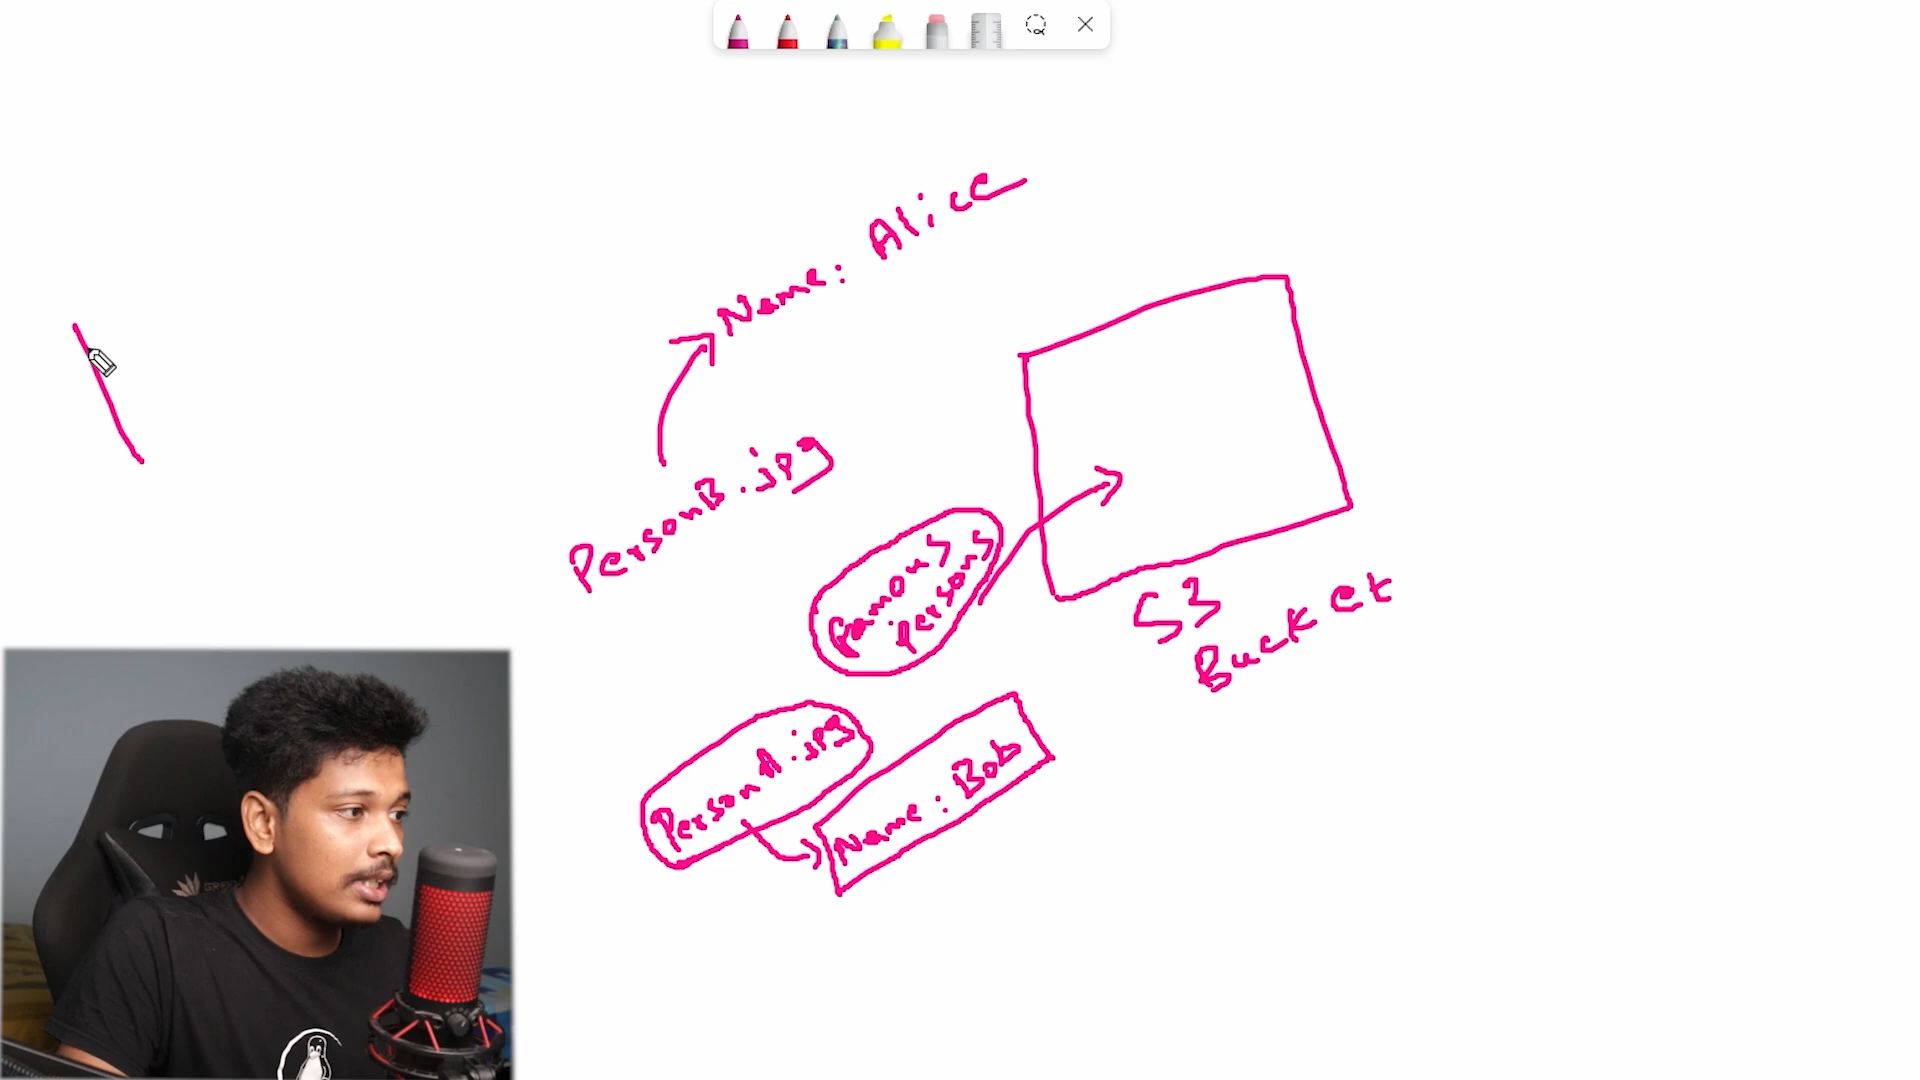 Name: Alice
PersonB.jpg
famous
persons
S3
Bucket
PersonA.jpg
Name: Bob